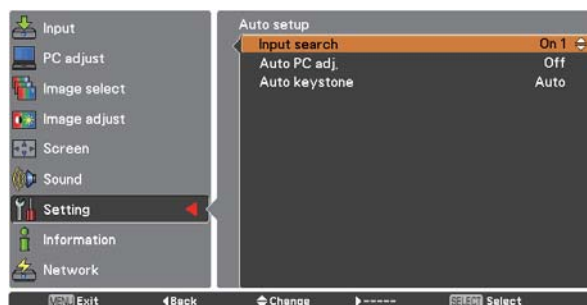 Input
PC adjust
Image select
Image adjust
Screen
Sound
Setting
Information
Network
Auto setup
Input search On 1
Auto PC adj. Off
Auto keystone Auto
MENU Exit Back Change ----- SELECT Select